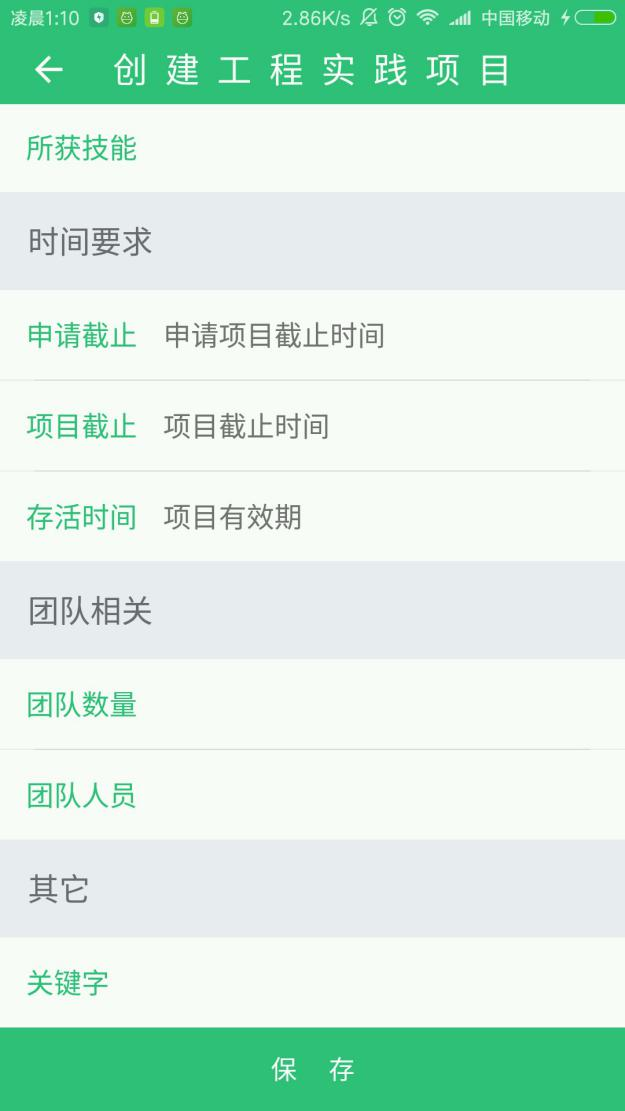 凌晨1:10 2.86K/s 中国移动
创建工程实践项目
所获技能
时间要求
申请截止 申请项目截止时间
项目截止 项目截止时间
存活时间 项目有效期
团队相关
团队数量
团队人员
其它
关键字
保 存